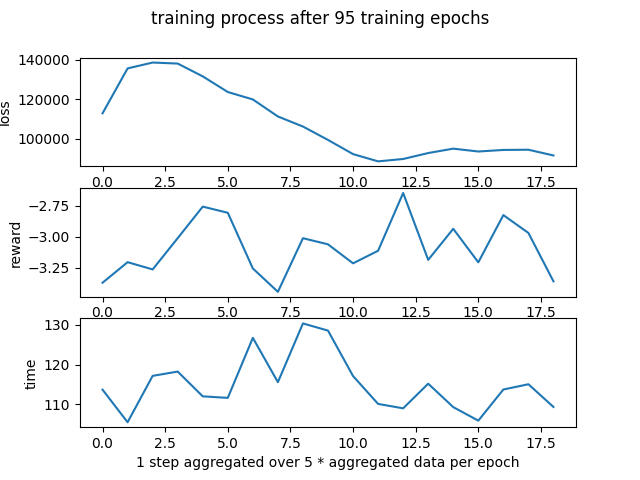 training process after 95 training epochs
140000
120000
100000
loss
0.0 2.5 5.0 7.5 10.0 12.5 15.0 17.5
−2.75
−3.00
−3.25
reward
0.0 2.5 5.0 7.5 10.0 12.5 15.0 17.5
130
120
110
time
0.0 2.5 5.0 7.5 10.0 12.5 15.0 17.5
1 step aggregated over 5 * aggregated data per epoch